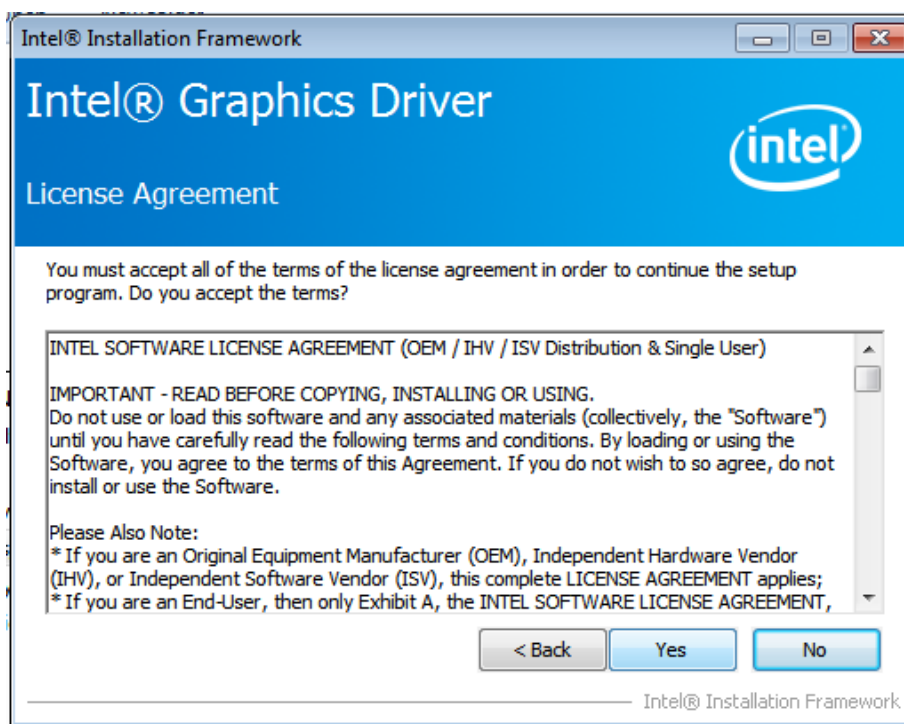 Intel® Installation Framework
Intel® Graphics Driver
intel
License Agreement
You must accept all of the terms of the license agreement in order to continue the setup
program. Do you accept the terms?
INTEL SOFTWARE LICENSE AGREEMENT (OEM / IHV / ISV Distribution & Single User)
IMPORTANT - READ BEFORE COPYING, INSTALLING OR USING.
Do not use or load this software and any associated materials (collectively, the "Software")
until you have carefully read the following terms and conditions. By loading or using the
Software, you agree to the terms of this Agreement. If you do not wish to so agree, do not
install or use the Software.
Please Also Note:
* If you are an Original Equipment Manufacturer (OEM), Independent Hardware Vendor
(IHV), or Independent Software Vendor (ISV), this complete LICENSE AGREEMENT applies;
* If you are an End-User, then only Exhibit A, the INTEL SOFTWARE LICENSE AGREEMENT,
< Back Yes No
Intel® Installation Framework